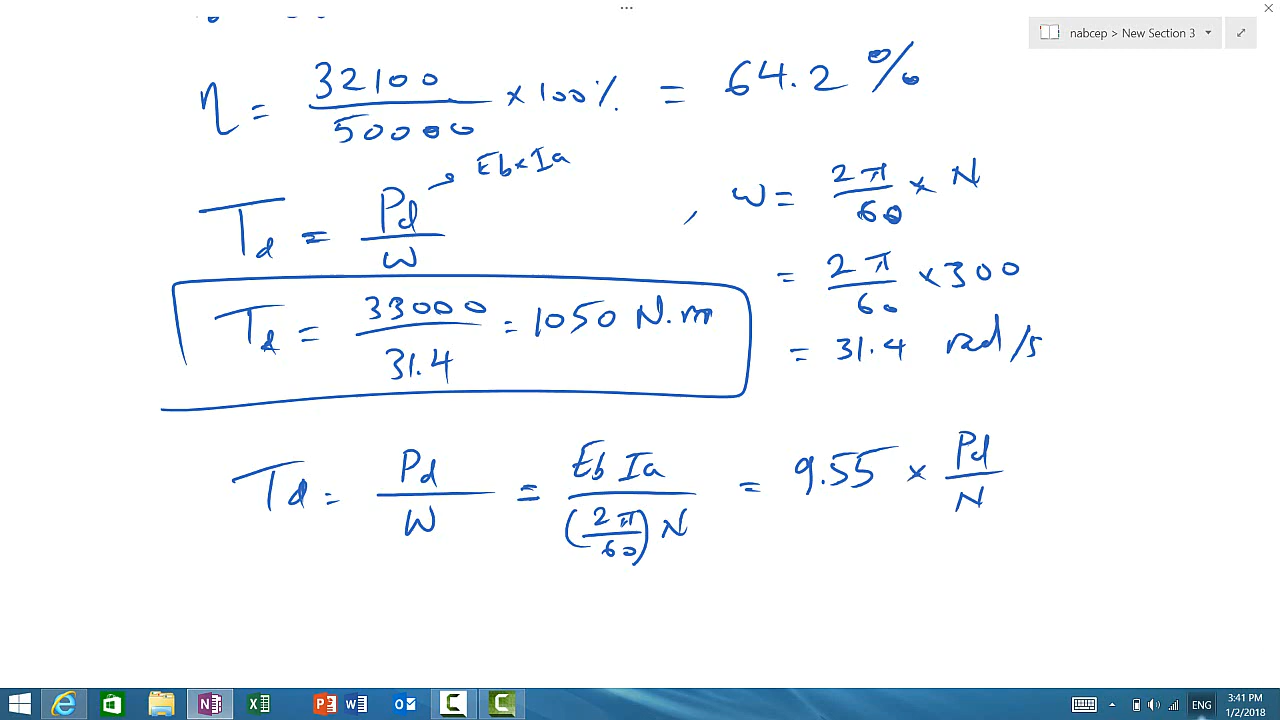 nabcep > New Section 3
η = 32100 / 50000 × 100% = 64.2 %
Td = Pd / ω → Eb×Ia , ω = 2π/60 × N
= 2π/60 × 300
Td = 33000 / 31.4 = 1050 N.m
= 31.4 rad/s
Td = Pd / ω = Eb Ia / (2π/60) N = 9.55 × Pd / N
ENG
3:41 PM
1/2/2018